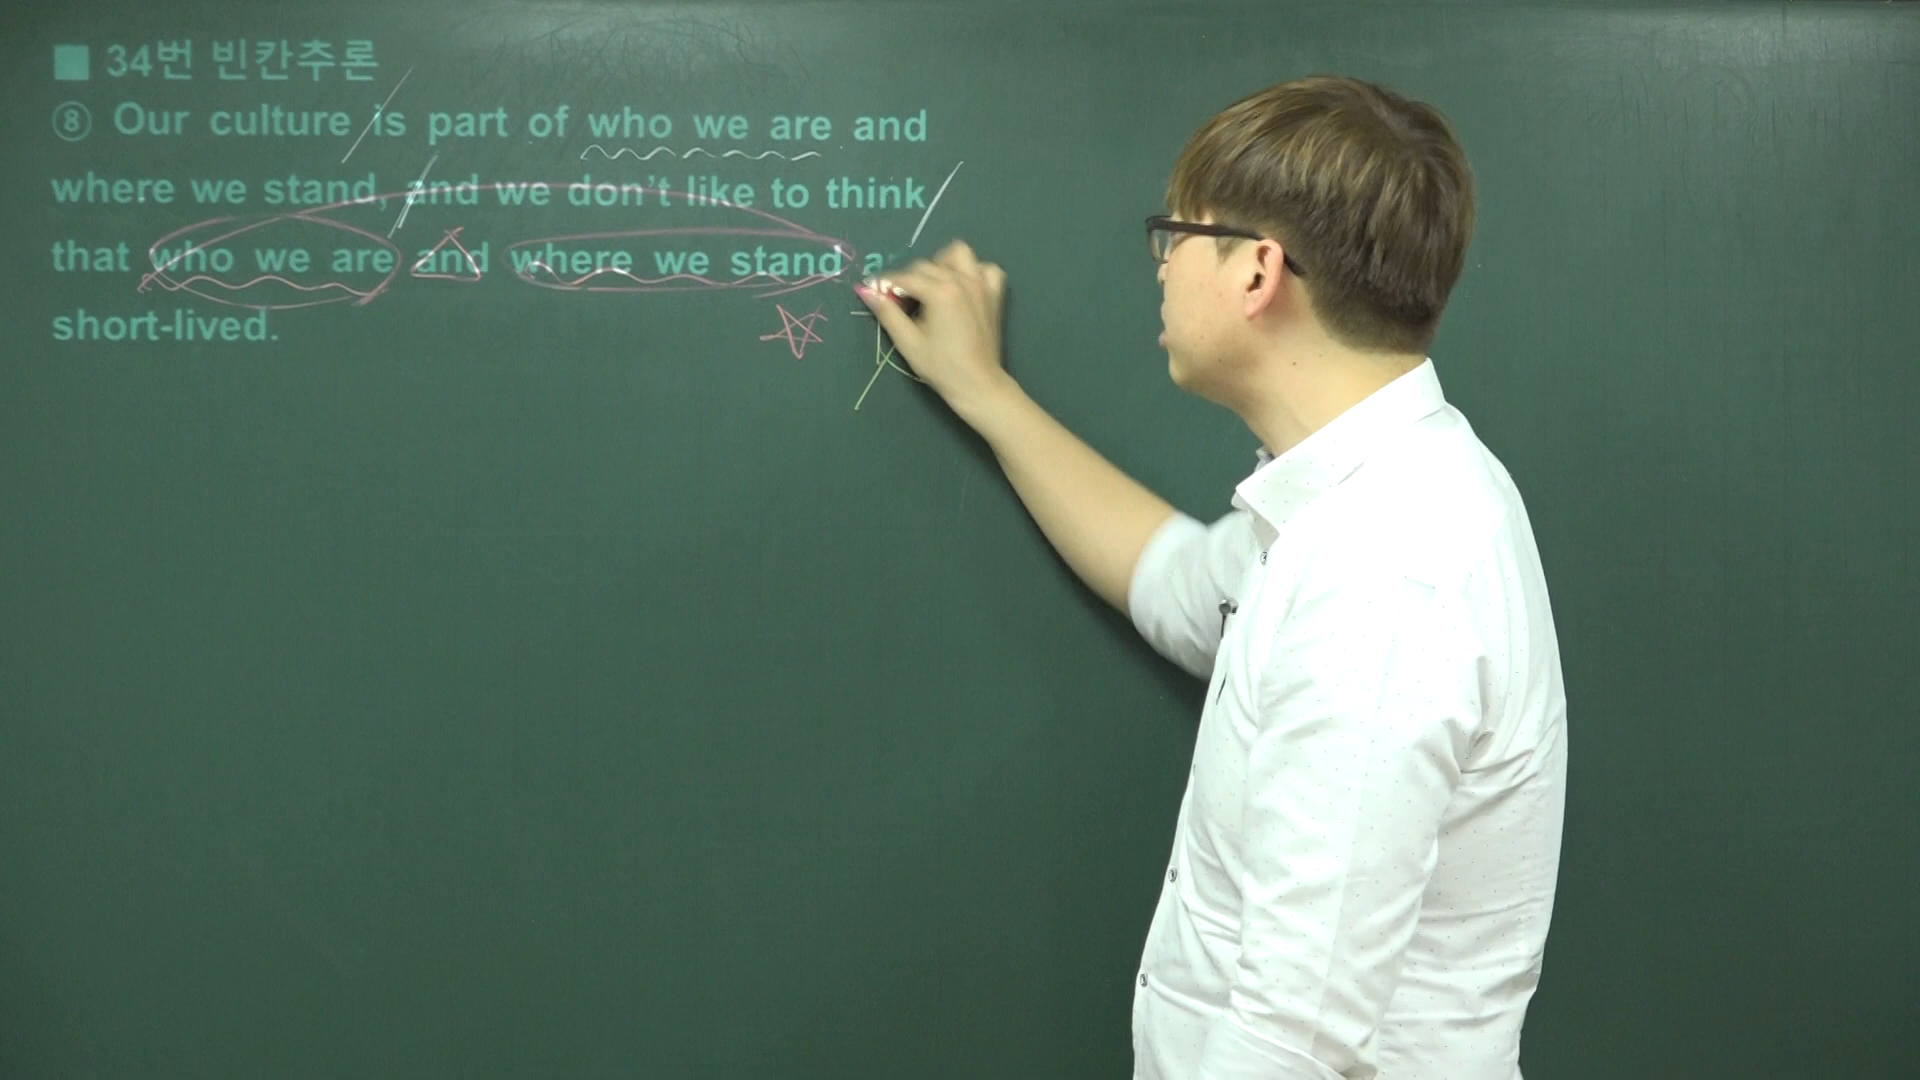 ■ 34번 빈칸추론
⑧ Our culture is part of who we are and
where we stand, and we don't like to think
that who we are and where we stand
short-lived.